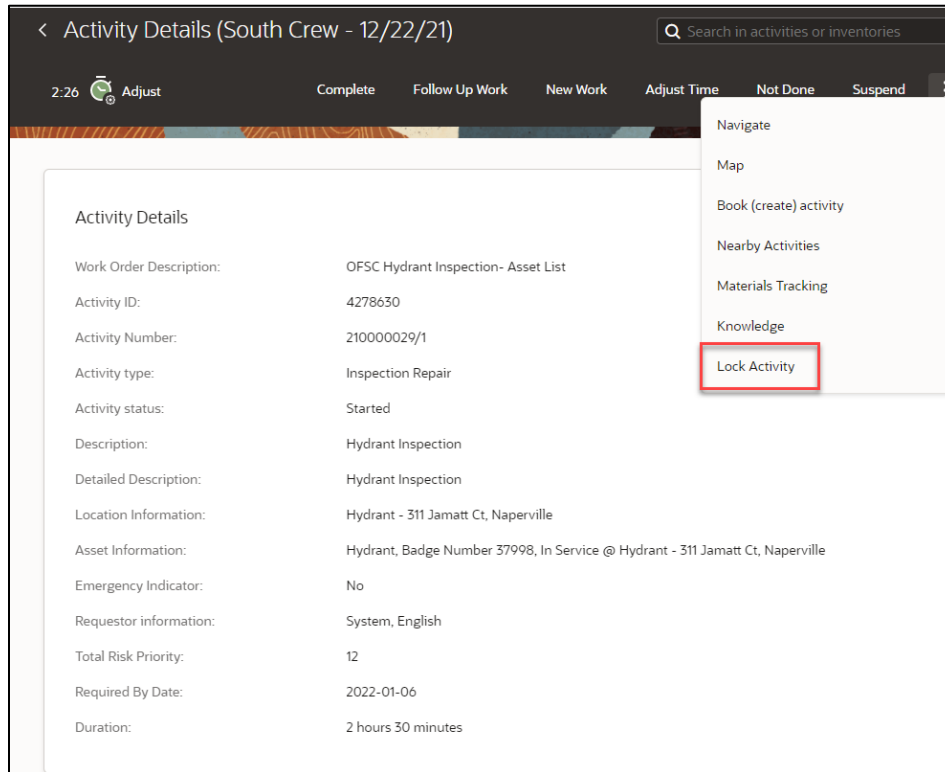 Activity Details (South Crew - 12/22/21)
Search in activities or inventories
2:26 Adjust Complete Follow Up Work New Work Adjust Time Not Done Suspend
Navigate
Map
Book (create) activity
Nearby Activities
Materials Tracking
Knowledge
Lock Activity
Activity Details
Work Order Description: OFSC Hydrant Inspection- Asset List
Activity ID: 4278630
Activity Number: 210000029/1
Activity type: Inspection Repair
Activity status: Started
Description: Hydrant Inspection
Detailed Description: Hydrant Inspection
Location Information: Hydrant - 311 Jamatt Ct, Naperville
Asset Information: Hydrant, Badge Number 37998, In Service @ Hydrant - 311 Jamatt Ct, Naperville
Emergency Indicator: No
Requestor information: System, English
Total Risk Priority: 12
Required By Date: 2022-01-06
Duration: 2 hours 30 minutes